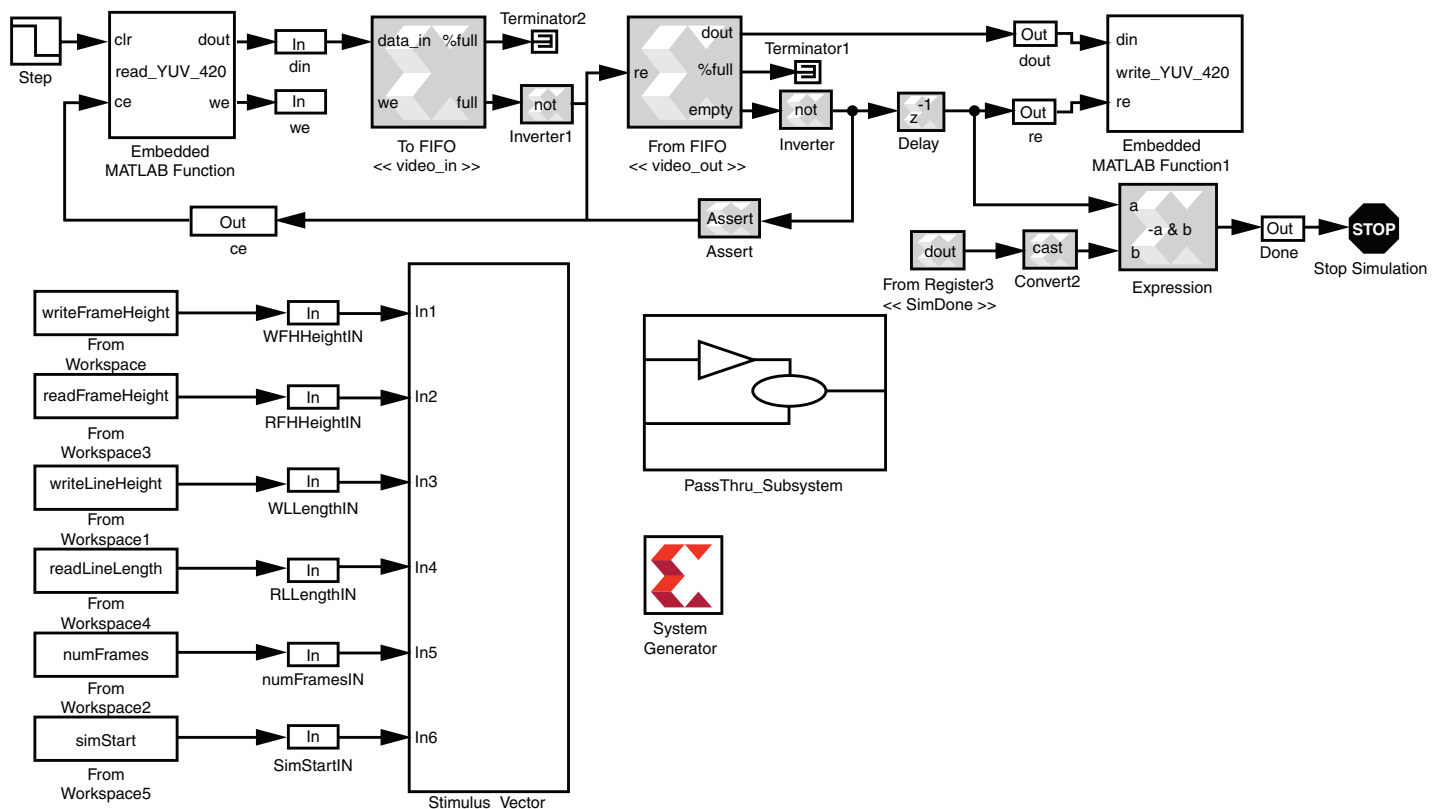 Step
clr
dout
read_YUV_420
ce
we
Embedded
MATLAB Function
In
din
In
we
data_in
%full
we
full
To FIFO
<< video_in >>
Terminator2
not
Inverter1
re
dout
%full
empty
From FIFO
<< video_out >>
Terminator1
not
Inverter
-1
z
Delay
Out
dout
Out
re
din
write_YUV_420
re
Embedded
MATLAB Function1
Out
ce
Assert
Assert
dout
From Register3
<< SimDone >>
cast
Convert2
a
-a & b
b
Expression
Out
Done
STOP
Stop Simulation
writeFrameHeight
From
Workspace
In
WFHHeightIN
In1
readFrameHeight
From
Workspace3
In
RFHHeightIN
In2
writeLineHeight
From
Workspace1
In
WLLengthIN
In3
readLineLength
From
Workspace4
In
RLLengthIN
In4
numFrames
From
Workspace2
In
numFramesIN
In5
simStart
From
Workspace5
In
SimStartIN
In6
Stimulus_Vector
PassThru_Subsystem
System
Generator